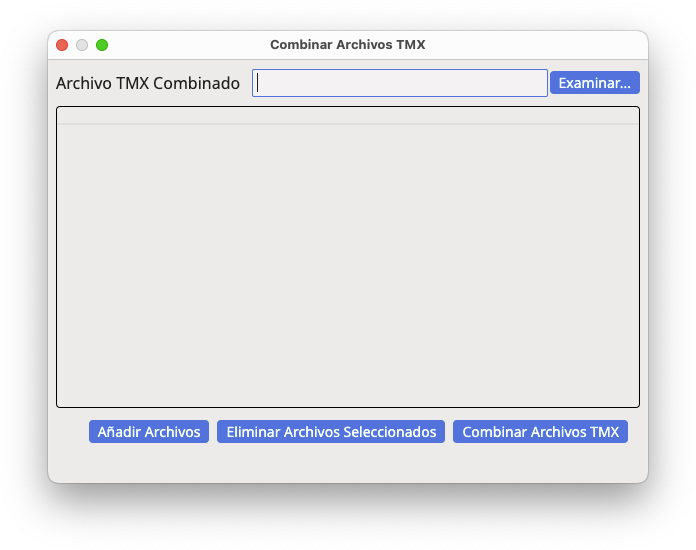 Combinar Archivos TMX
Archivo TMX Combinado Examinar...
Añadir Archivos Eliminar Archivos Seleccionados Combinar Archivos TMX